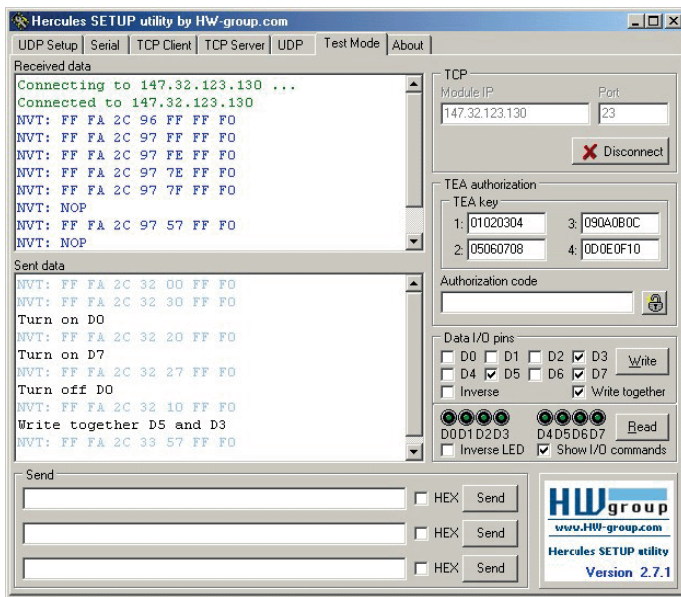 Hercules SETUP utility by HW-group.com
UDP Setup Serial TCP Client TCP Server UDP Test Mode About
Received data
Connecting to 147.32.123.130 ...
Connected to 147.32.123.130
NVT: FF FA 2C 96 FF FF F0
NVT: FF FA 2C 97 FF FF F0
NVT: FF FA 2C 97 FE FF F0
NVT: FF FA 2C 97 7E FF F0
NVT: FF FA 2C 97 7F FF F0
NVT: NOP
NVT: FF FA 2C 97 57 FF F0
NVT: NOP
Sent data
NVT: FF FA 2C 32 00 FF F0
NVT: FF FA 2C 32 30 FF F0
Turn on D0
NVT: FF FA 2C 32 20 FF F0
Turn on D7
NVT: FF FA 2C 32 27 FF F0
Turn off D0
NVT: FF FA 2C 32 10 FF F0
Write together D5 and D3
NVT: FF FA 2C 33 57 FF F0
TCP
Module IP Port
147.32.123.130 23
Disconnect
TEA authorization
TEA key
1: 01020304 3: 090A0B0C
2: 05060708 4: 0D0E0F10
Authorization code
Data I/O pins
D0 D1 D2 D3 Write
D4 D5 D6 D7
Inverse Write together
D0D1D2D3 D4D5D6D7 Read
Inverse LED Show I/O commands
Send
HEX Send
HEX Send
HEX Send
HW group
www.HW-group.com
Hercules SETUP utility
Version 2.7.1